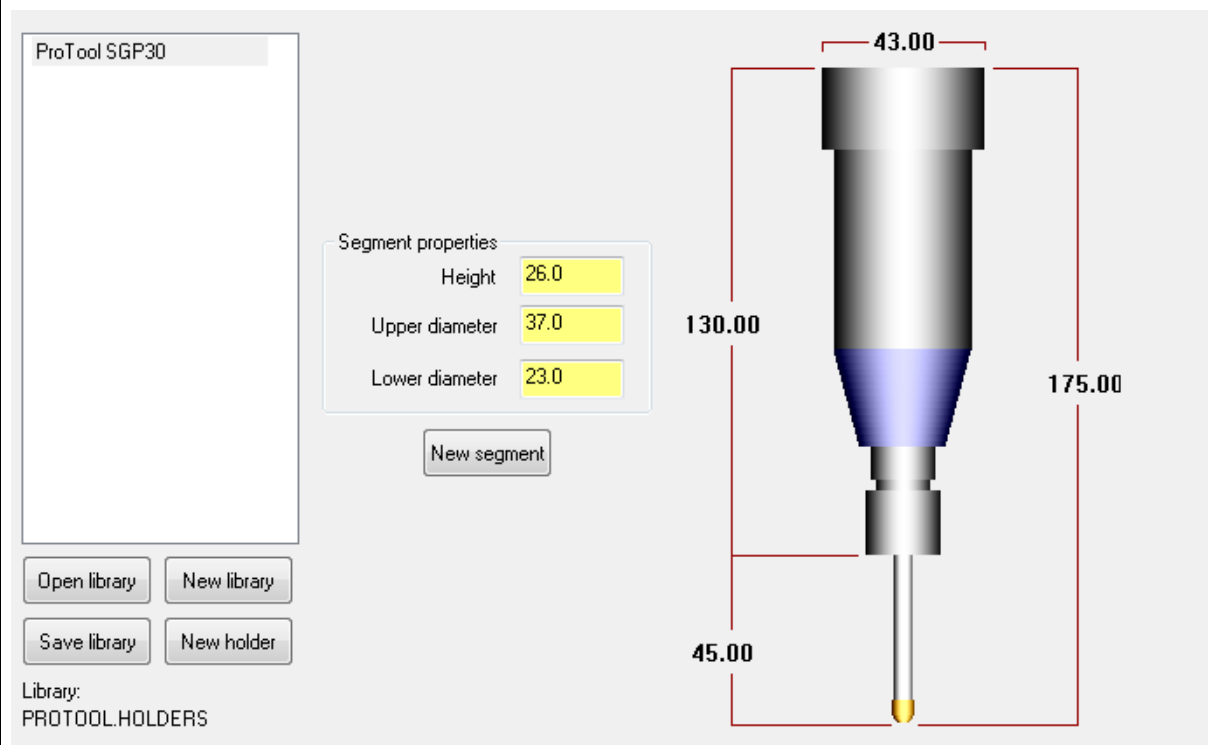 ProTool SGP30
Segment properties
Height 26.0
Upper diameter 37.0
Lower diameter 23.0
New segment
Open library
New library
Save library
New holder
Library:
PROTOOL.HOLDERS
43.00
130.00
175.00
45.00